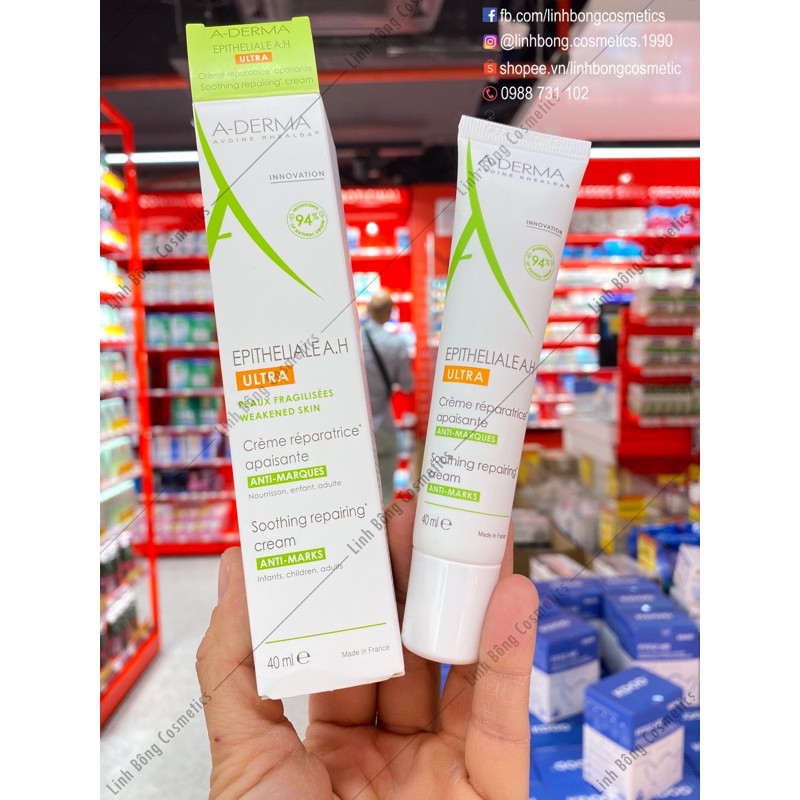 fb.com/linhbongcosmetics
@linhbong.cosmetics.1990
shopee.vn/linhbongcosmetic
0988 731 102
A-DERMA
EPITHELIALE A.H
ULTRA
Crème réparatrice* apaisante
Soothing repairing* cream
A-DERMA
AVOINE RHEALBA®
INNOVATION
94%
EPITHELIALE A.H
ULTRA
PEAUX FRAGILISÉES
WEAKENED SKIN
Crème réparatrice*
apaisante
ANTI-MARQUES
Nourrisson, enfant, adulte
Soothing repairing*
cream
ANTI-MARKS
Infants, children, adults
40 ml e
Made in France
A-DERMA
AVOINE RHEALBA®
INNOVATION
94%
EPITHELIALE A.H
ULTRA
Crème réparatrice*
apaisante
ANTI-MARQUES
Soothing repairing*
cream
ANTI-MARKS
40 ml e
Made in France
Linh Bông Cosmetics